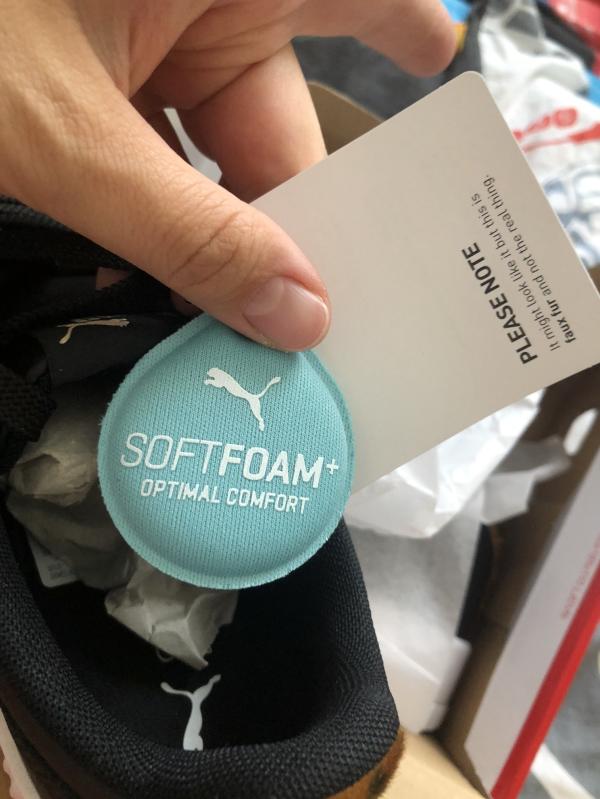 SOFTFOAM+
OPTIMAL COMFORT
PLEASE NOTE
It might look like it but this is
faux fur and not the real thing.